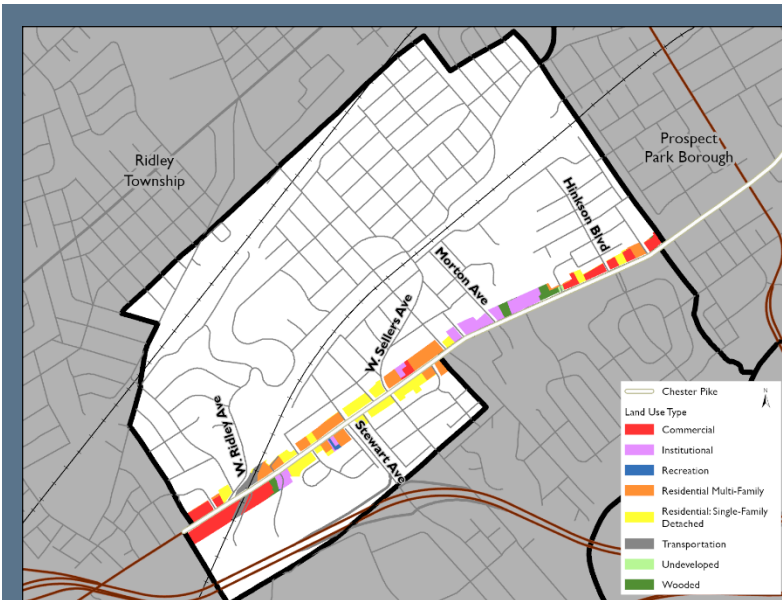 Ridley
Township
Prospect
Park Borough
Hinkson Blvd
Morton Ave
W. Sellers Ave
W. Ridley Ave
Stewart Ave
Chester Pike
N
Land Use Type
Commercial
Institutional
Recreation
Residential Multi-Family
Residential: Single-Family
Detached
Transportation
Undeveloped
Wooded